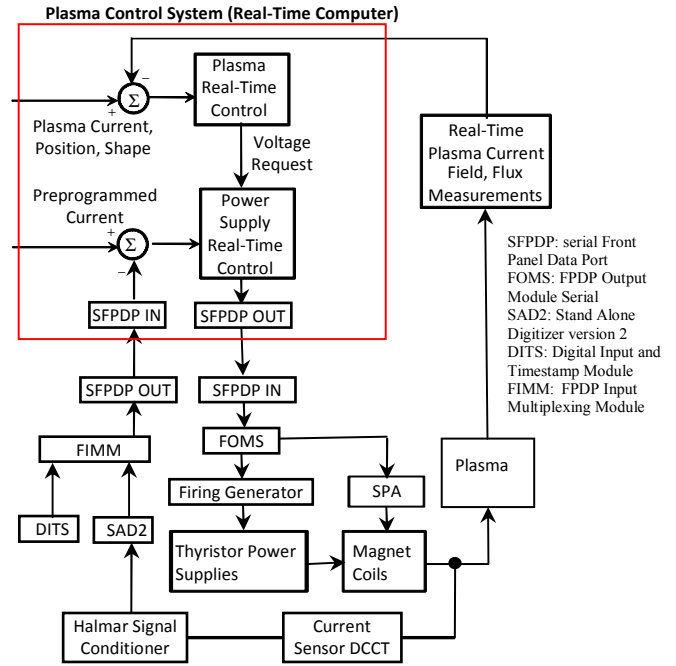 Plasma Control System (Real-Time Computer)
−
Plasma
Real-Time
Control
Σ
+
Plasma Current,
Position, Shape
Voltage
Request
Real-Time
Plasma Current
Field, Flux
Measurements
Preprogrammed
Current
+
Σ
−
Power
Supply
Real-Time
Control
SFPDP IN
SFPDP OUT
SFPDP: serial Front
Panel Data Port
FOMS: FPDP Output
Module Serial
SAD2: Stand Alone
Digitizer version 2
DITS: Digital Input and
Timestamp Module
FIMM:  FPDP Input
Multiplexing Module
SFPDP OUT
SFPDP IN
FIMM
FOMS
Plasma
Firing Generator
SPA
DITS
SAD2
Thyristor Power
Supplies
Magnet
Coils
Halmar Signal
Conditioner
Current
Sensor DCCT